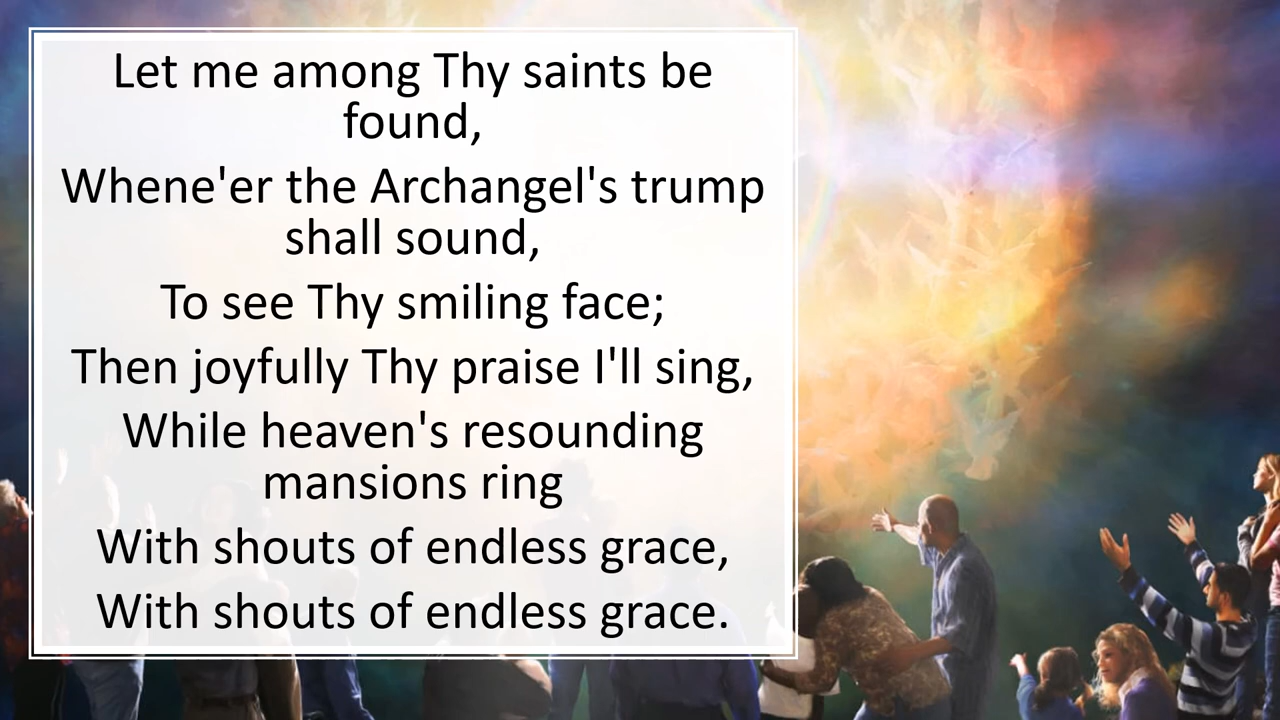 Let me among Thy saints be
found,
Whene'er the Archangel's trump
shall sound,
To see Thy smiling face;
Then joyfully Thy praise I'll sing,
While heaven's resounding
mansions ring
With shouts of endless grace,
With shouts of endless grace.